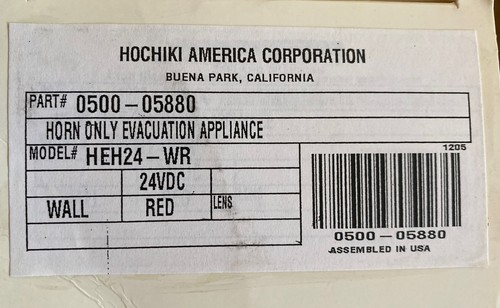 HOCHIKI AMERICA CORPORATION
BUENA PARK, CALIFORNIA
PART# 0500-05880
HORN ONLY EVACUATION APPLIANCE
MODEL# HEH24-WR
1205
24VDC
WALL RED LENS
0500-05880
ASSEMBLED IN USA